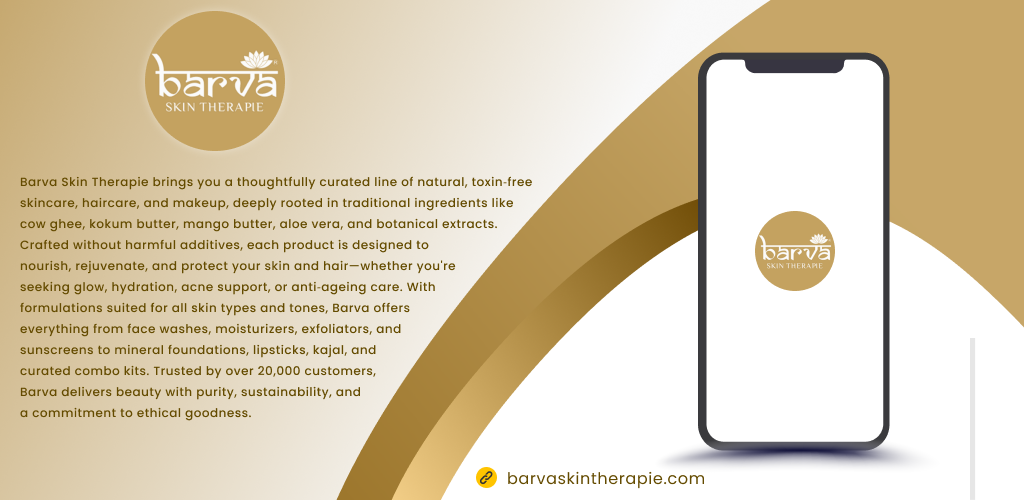 barva
SKIN THERAPIE
Barva Skin Therapie brings you a thoughtfully curated line of natural, toxin-free
skincare, haircare, and makeup, deeply rooted in traditional ingredients like
cow ghee, kokum butter, mango butter, aloe vera, and botanical extracts.
Crafted without harmful additives, each product is designed to
nourish, rejuvenate, and protect your skin and hair—whether you're
seeking glow, hydration, acne support, or anti-ageing care. With
formulations suited for all skin types and tones, Barva offers
everything from face washes, moisturizers, exfoliators, and
sunscreens to mineral foundations, lipsticks, kajal, and
curated combo kits. Trusted by over 20,000 customers,
Barva delivers beauty with purity, sustainability, and
a commitment to ethical goodness.
barva
SKIN THERAPIE
barvaskintherapie.com